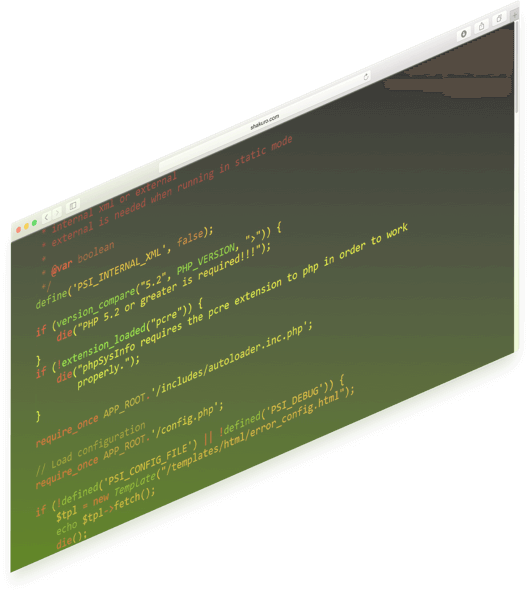 shakuro.com
* internal xml or external
* external is needed when running in static mode
*
* @var boolean
*/
define('PSI_INTERNAL_XML', false);
if (version_compare("5.2", PHP_VERSION, ">")) {
die("PHP 5.2 or greater is required!!!");
}
if (!extension_loaded("pcre")) {
die("phpSysInfo requires the pcre extension to php in order to work
properly.");
}
require_once APP_ROOT.'/includes/autoloader.inc.php';
// Load configuration
require_once APP_ROOT.'/config.php';
if (!defined('PSI_CONFIG_FILE') || !defined('PSI_DEBUG')) {
$tpl = new Template("/templates/html/error_config.html");
echo $tpl->fetch();
die();